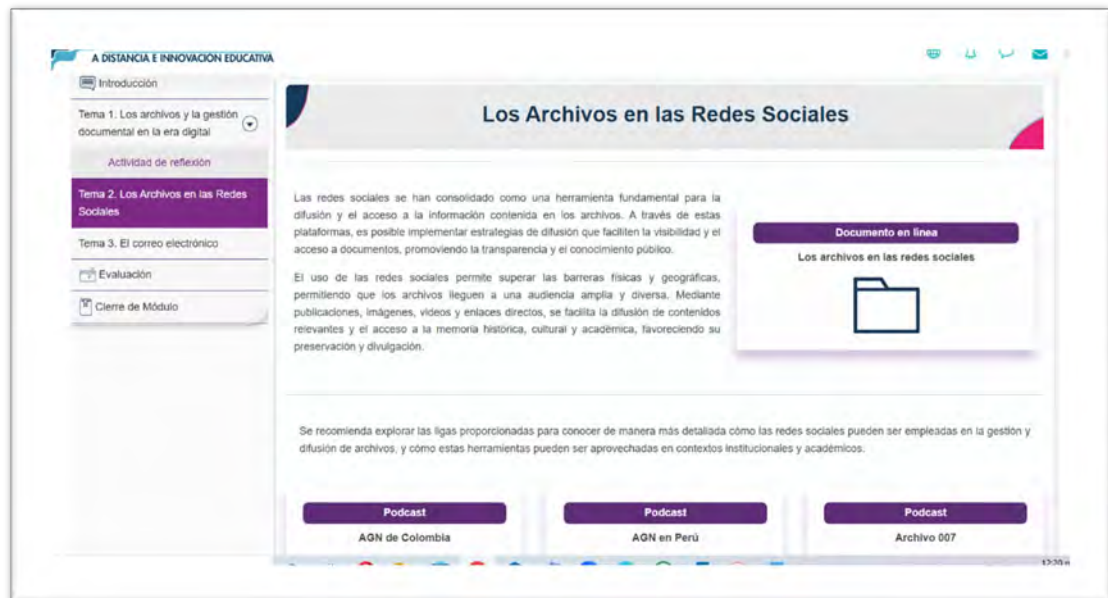 A DISTANCIA E INNOVACIÓN EDUCATIVA
Introducción
Tema 1. Los archivos y la gestión
documental en la era digital
Actividad de reflexión
Tema 2. Los Archivos en las Redes
Sociales
Tema 3. El correo electrónico
Evaluación
Cierre de Módulo
Los Archivos en las Redes Sociales
Las redes sociales se han consolidado como una herramienta fundamental para la
difusión y el acceso a la información contenida en los archivos. A través de estas
plataformas, es posible implementar estrategias de difusión que faciliten la visibilidad y el
acceso a documentos, promoviendo la transparencia y el conocimiento público.
El uso de las redes sociales permite superar las barreras físicas y geográficas,
permitiendo que los archivos lleguen a una audiencia amplia y diversa. Mediante
publicaciones, imágenes, videos y enlaces directos, se facilita la difusión de contenidos
relevantes y el acceso a la memoria histórica, cultural y académica, favoreciendo su
preservación y divulgación.
Documento en línea
Los archivos en las redes sociales
Se recomienda explorar las ligas proporcionadas para conocer de manera más detallada cómo las redes sociales pueden ser empleadas en la gestión y
difusión de archivos, y cómo estas herramientas pueden ser aprovechadas en contextos institucionales y académicos.
Podcast
AGN de Colombia
Podcast
AGN en Perú
Podcast
Archivo 007